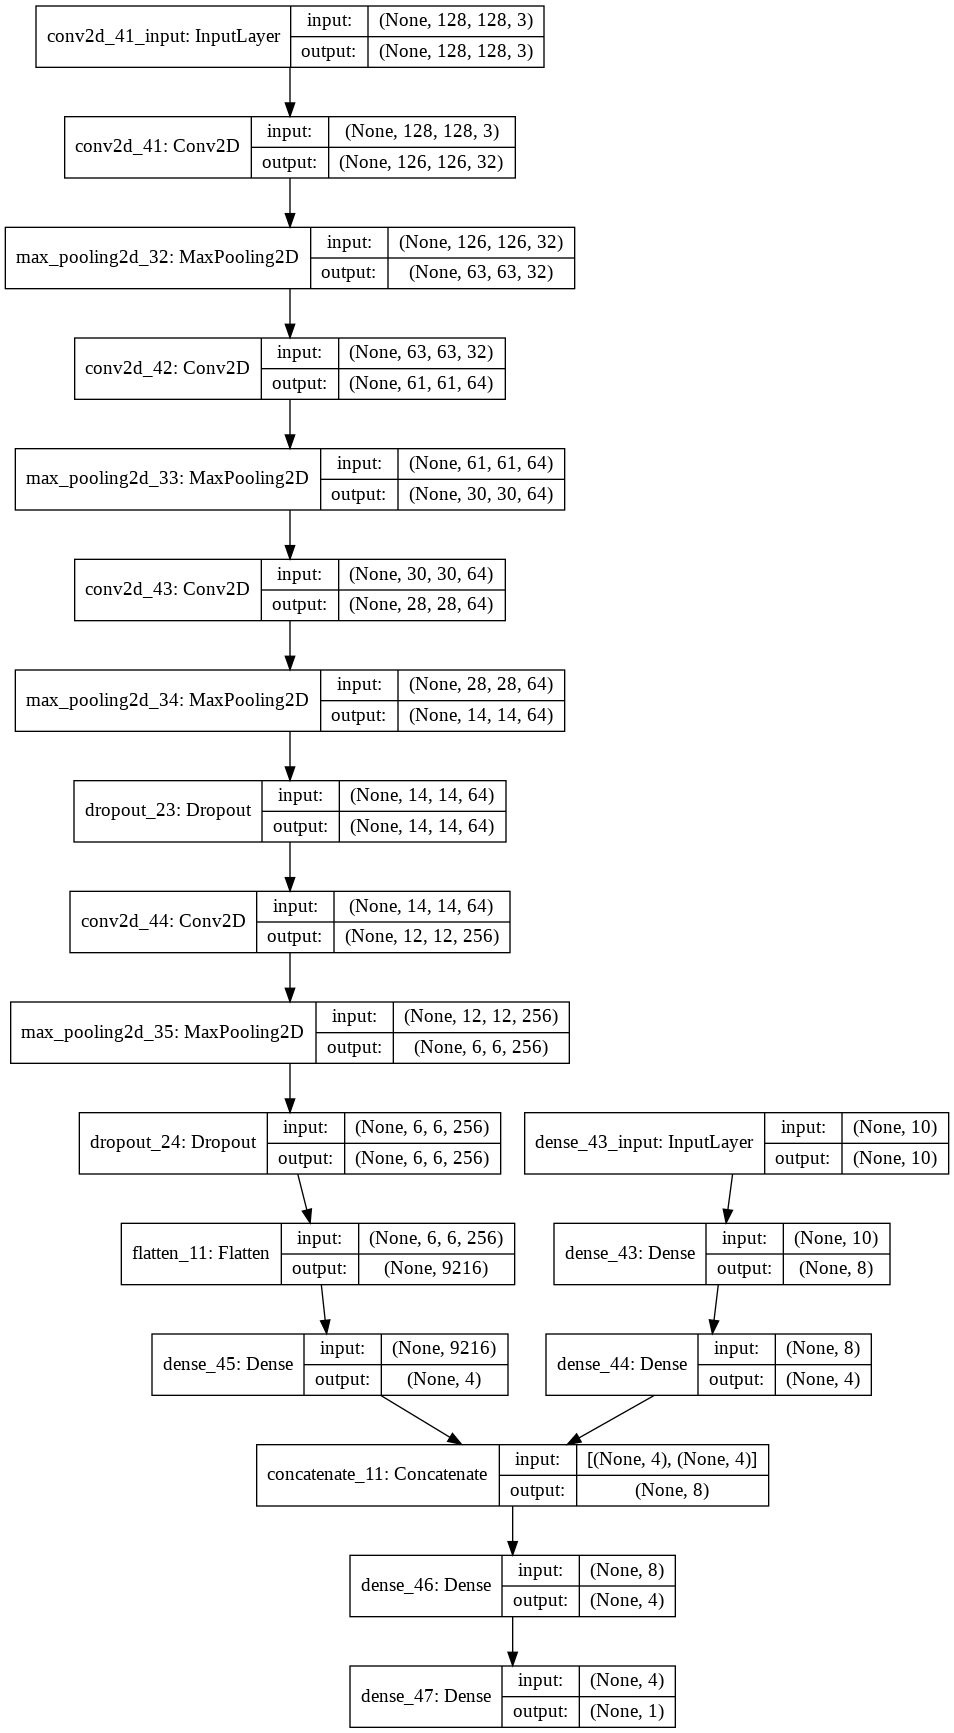 conv2d_41_input: InputLayer
input: (None, 128, 128, 3)
output: (None, 128, 128, 3)
conv2d_41: Conv2D
input: (None, 128, 128, 3)
output: (None, 126, 126, 32)
max_pooling2d_32: MaxPooling2D
input: (None, 126, 126, 32)
output: (None, 63, 63, 32)
conv2d_42: Conv2D
input: (None, 63, 63, 32)
output: (None, 61, 61, 64)
max_pooling2d_33: MaxPooling2D
input: (None, 61, 61, 64)
output: (None, 30, 30, 64)
conv2d_43: Conv2D
input: (None, 30, 30, 64)
output: (None, 28, 28, 64)
max_pooling2d_34: MaxPooling2D
input: (None, 28, 28, 64)
output: (None, 14, 14, 64)
dropout_23: Dropout
input: (None, 14, 14, 64)
output: (None, 14, 14, 64)
conv2d_44: Conv2D
input: (None, 14, 14, 64)
output: (None, 12, 12, 256)
max_pooling2d_35: MaxPooling2D
input: (None, 12, 12, 256)
output: (None, 6, 6, 256)
dropout_24: Dropout
input: (None, 6, 6, 256)
output: (None, 6, 6, 256)
dense_43_input: InputLayer
input: (None, 10)
output: (None, 10)
flatten_11: Flatten
input: (None, 6, 6, 256)
output: (None, 9216)
dense_43: Dense
input: (None, 10)
output: (None, 8)
dense_45: Dense
input: (None, 9216)
output: (None, 4)
dense_44: Dense
input: (None, 8)
output: (None, 4)
concatenate_11: Concatenate
input: [(None, 4), (None, 4)]
output: (None, 8)
dense_46: Dense
input: (None, 8)
output: (None, 4)
dense_47: Dense
input: (None, 4)
output: (None, 1)